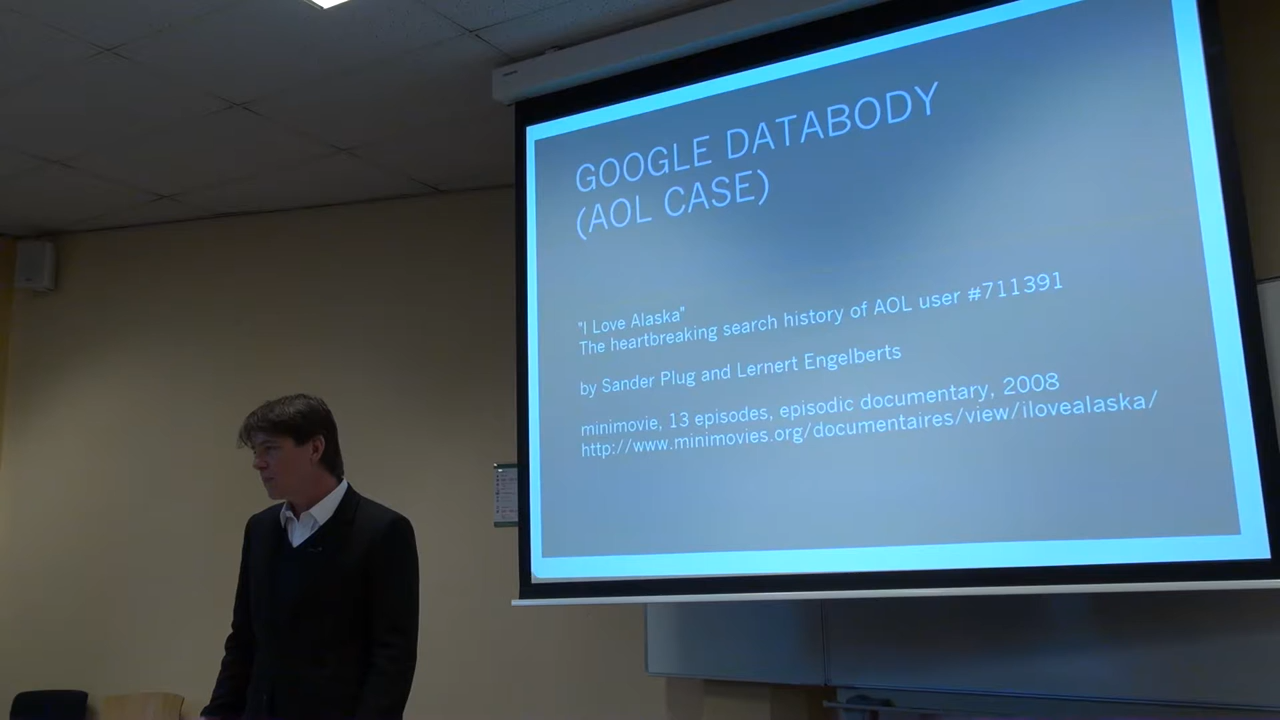 GOOGLE DATABODY
(AOL CASE)
"I Love Alaska"
The heartbreaking search history of AOL user #711391
by Sander Plug and Lernert Engelberts
minimovie, 13 episodes, episodic documentary, 2008
http://www.minimovies.org/documentaires/view/ilovealaska/